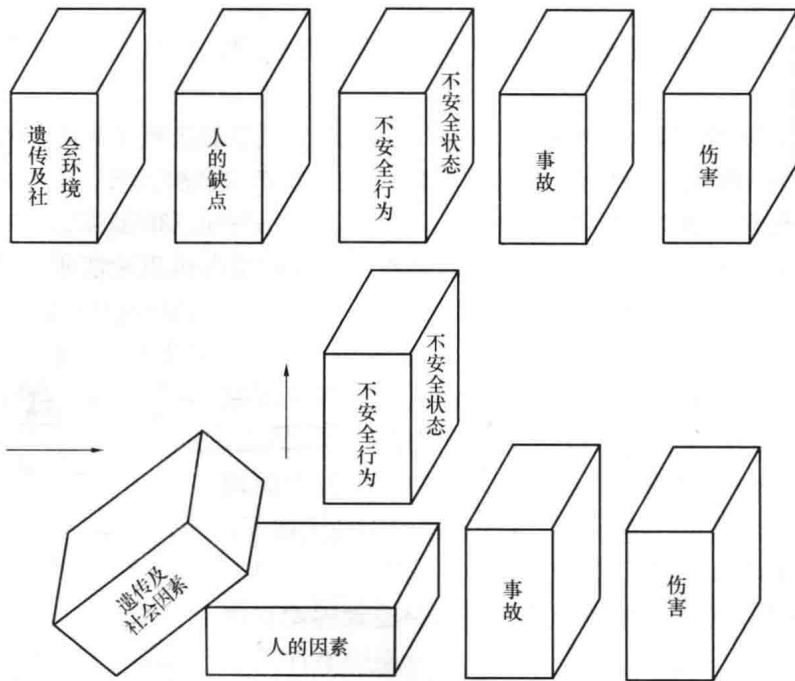 遗传及社
会环境
人的缺点
不安全行为
不安全状态
事故
伤害
不安全行为
不安全状态
遗传及
社会因素
人的因素
事故
伤害